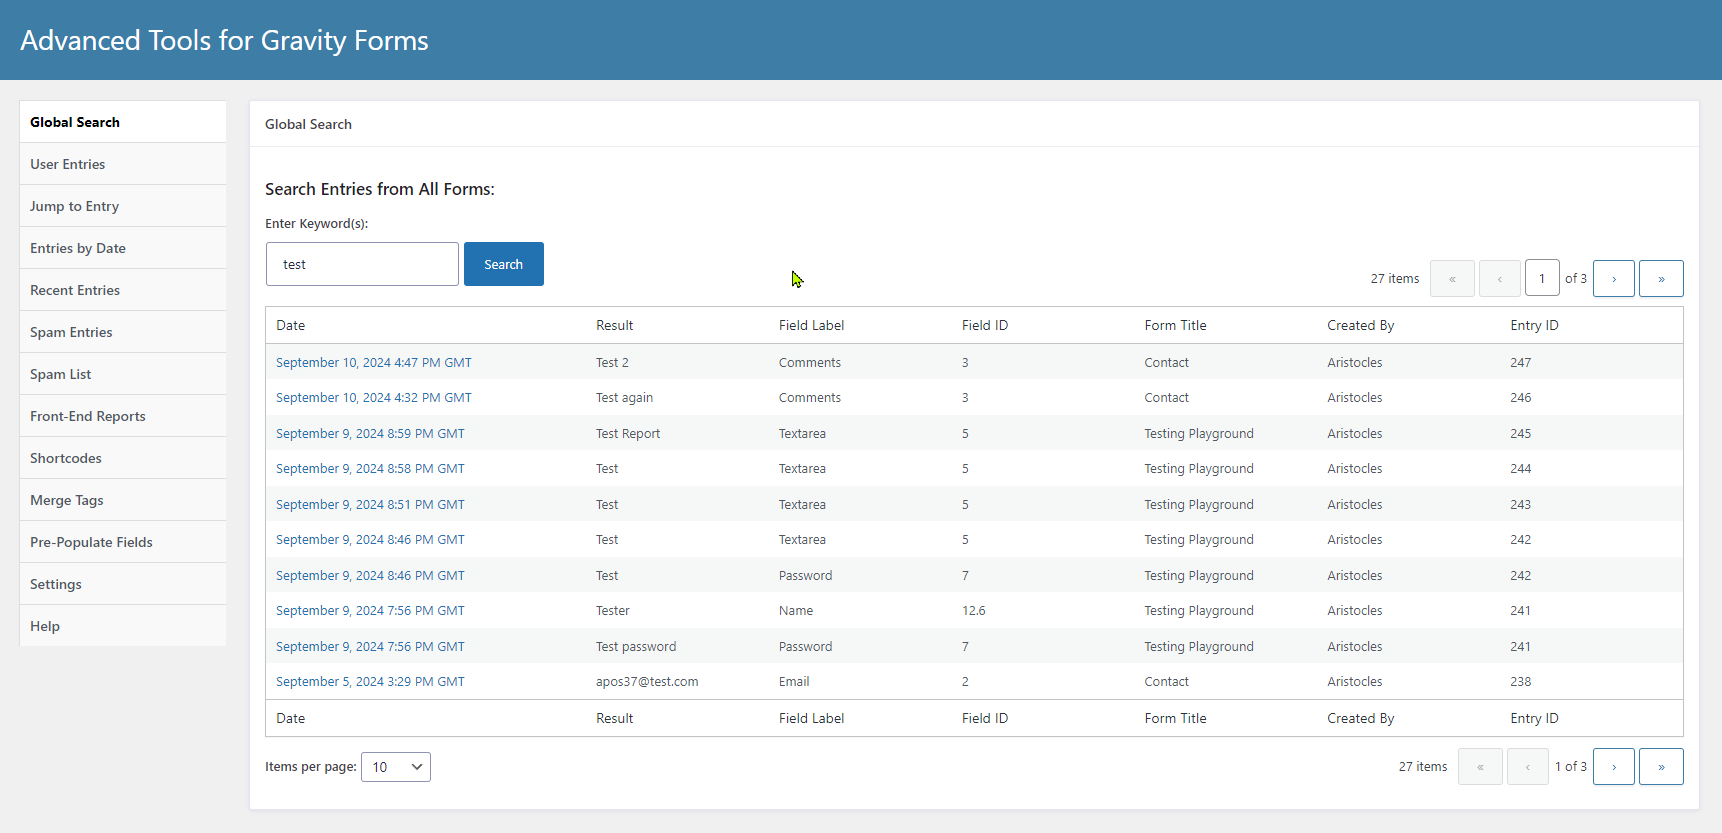 Advanced Tools for Gravity Forms
Global Search
User Entries
Jump to Entry
Entries by Date
Recent Entries
Spam Entries
Spam List
Front-End Reports
Shortcodes
Merge Tags
Pre-Populate Fields
Settings
Help
Global Search
Search Entries from All Forms:
Enter Keyword(s):
test Search
27 items « ‹ 1 of 3 › »
Date Result Field Label Field ID Form Title Created By Entry ID
September 10, 2024 4:47 PM GMT Test 2 Comments 3 Contact Aristocles 247
September 10, 2024 4:32 PM GMT Test again Comments 3 Contact Aristocles 246
September 9, 2024 8:59 PM GMT Test Report Textarea 5 Testing Playground Aristocles 245
September 9, 2024 8:58 PM GMT Test Textarea 5 Testing Playground Aristocles 244
September 9, 2024 8:51 PM GMT Test Textarea 5 Testing Playground Aristocles 243
September 9, 2024 8:46 PM GMT Test Textarea 5 Testing Playground Aristocles 242
September 9, 2024 8:46 PM GMT Test Password 7 Testing Playground Aristocles 242
September 9, 2024 7:56 PM GMT Tester Name 12.6 Testing Playground Aristocles 241
September 9, 2024 7:56 PM GMT Test password Password 7 Testing Playground Aristocles 241
September 5, 2024 3:29 PM GMT apos37@test.com Email 2 Contact Aristocles 238
Date Result Field Label Field ID Form Title Created By Entry ID
Items per page: 10
27 items « ‹ 1 of 3 › »